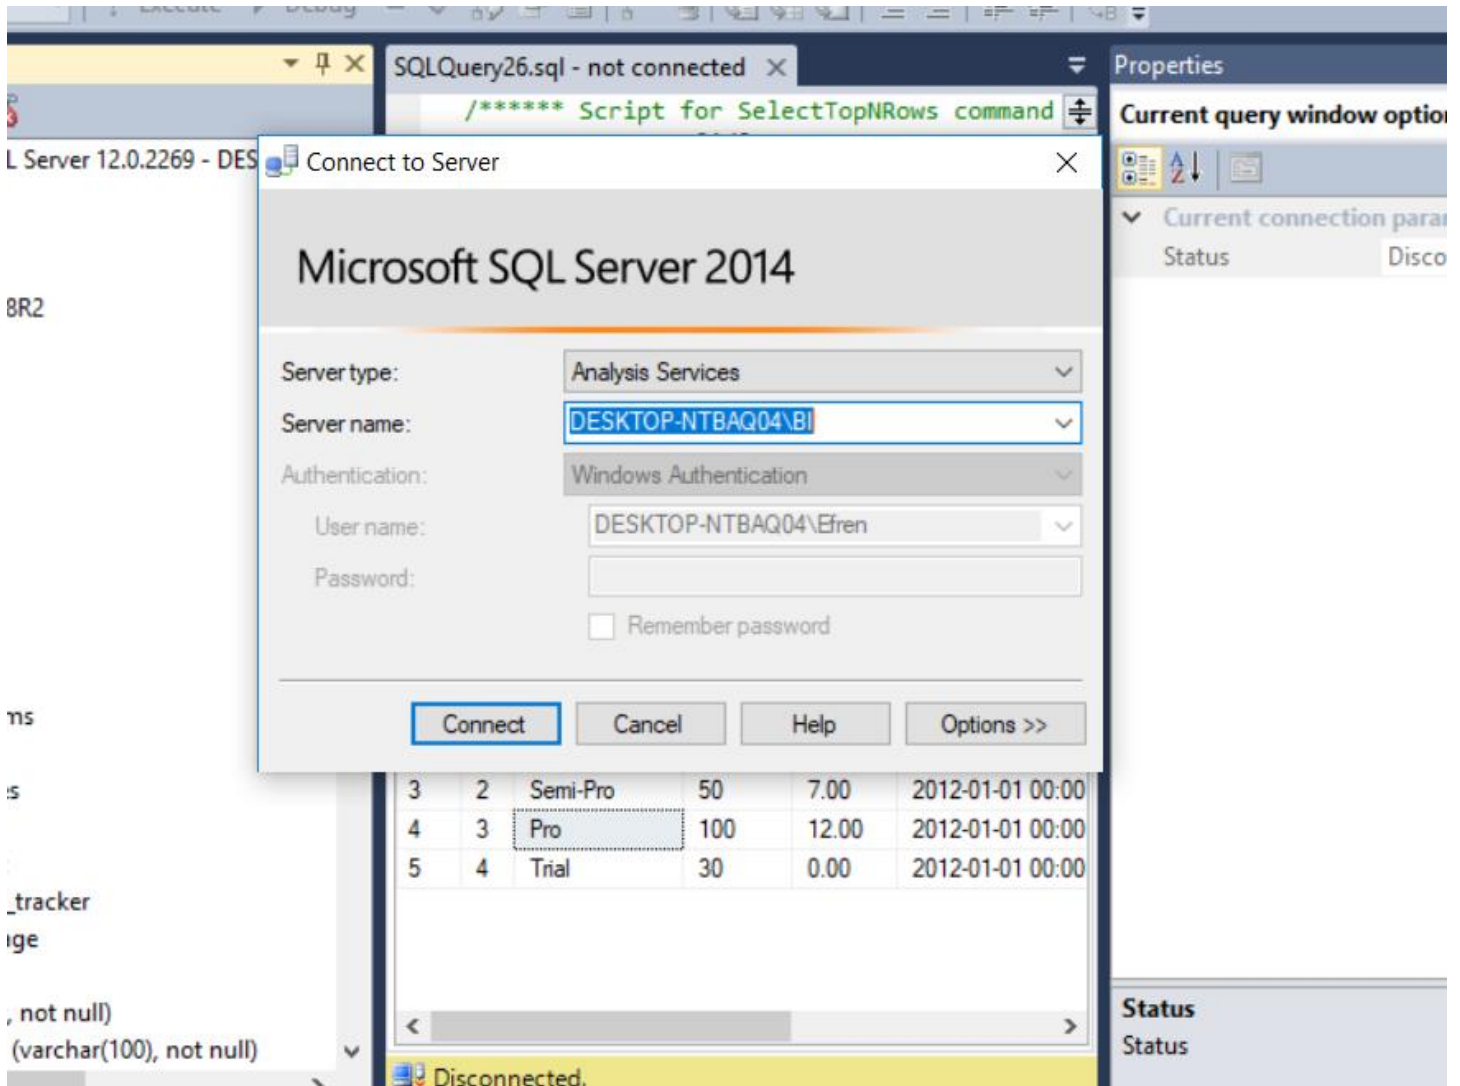 Execute Debug
SQLQuery26.sql - not connected
Properties
/****** Script for SelectTopNRows command
Current query window optio
L Server 12.0.2269 - DES
Connect to Server
Current connection para
Status Disco
Microsoft SQL Server 2014
8R2
Server type: Analysis Services
Server name: DESKTOP-NTBAQ04\BI
Authentication: Windows Authentication
User name: DESKTOP-NTBAQ04\Efren
Password:
Remember password
ms
Connect Cancel Help Options >>
es
3 2 Semi-Pro 50 7.00 2012-01-01 00:00
4 3 Pro 100 12.00 2012-01-01 00:00
5 4 Trial 30 0.00 2012-01-01 00:00
_tracker
age
, not null)
(varchar(100), not null)
Status
Status
Disconnected.